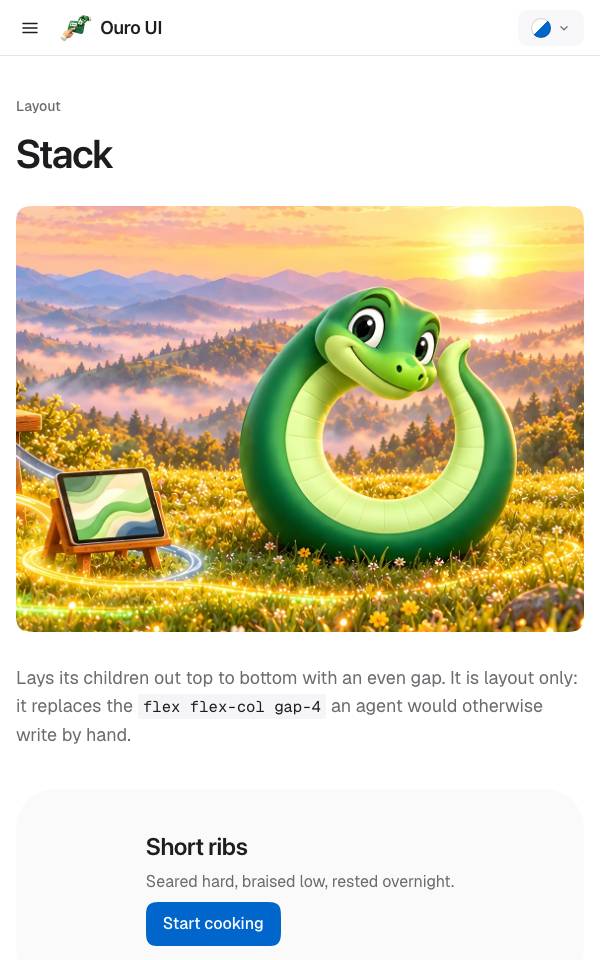 Ouro UI
Layout
Stack
Lays its children out top to bottom with an even gap. It is layout only:
it replaces the flex flex-col gap-4 an agent would otherwise
write by hand.
Short ribs
Seared hard, braised low, rested overnight.
Start cooking